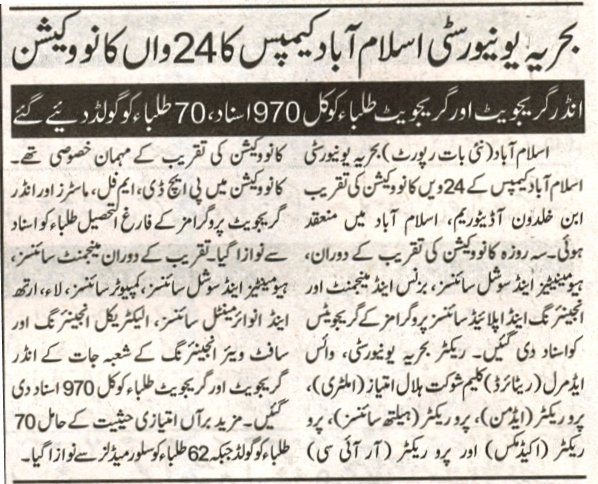 بحریہ یونیورسٹی اسلام آباد کیمپس کا 24 واں کانووکیشن
انڈر گریجویٹ اور گریجویٹ طلباء کو کل 970 اسناد، 70 طلباء کو گولڈ دیئے گئے
اسلام آباد (نئی بات رپورٹ)، بحریہ یونیورسٹی
اسلام آباد کیمپس کے 24 ویں کانووکیشن کی تقریب
ابن خلدون آڈیٹوریم، اسلام آباد میں منعقد
ہوئی۔ سہ روزہ کانووکیشن کی تقریب کے دوران،
ہیومینیٹیز اینڈ سوشل سائنسز، بزنس اینڈ مینجمنٹ اور
انجینئرنگ اینڈ اپلائیڈ سائنسز پروگرامز کے گریجویٹس
کو اسناد دی گئیں۔ ریکٹر بحریہ یونیورسٹی، وائس
ایڈمرل (ریٹائرڈ) کلیم شوکت ہلال امتیاز (ملٹری)،
پرو ریکٹر (ایڈمن)، پرو ریکٹر (ہیلتھ سائنسز)، پرو
ریکٹر (اکیڈمکس) اور پرو ریکٹر (آر آئی سی)
کانووکیشن کی تقریب کے مہمان خصوصی تھے۔
کانووکیشن میں پی ایچ ڈی، ایم فل، ماسٹرز اور انڈر
گریجویٹ پروگرامز کے فارغ التحصیل طلباء کو اسناد
سے نوازا گیا۔ تقریب کے دوران مینجمنٹ سائنسز،
ہیومینٹیز اینڈ سوشل سائنسز، کمپیوٹر سائنسز، لاء، ارتھ
اینڈ انوائرمینٹل سائنسز، الیکٹریکل انجینئرنگ اور
سافٹ ویئر انجینئرنگ کے شعبہ جات کے انڈر
گریجویٹ اور گریجویٹ طلباء کو کل 970 اسناد دی
گئیں۔ مزید برآں امتیازی حیثیت کے حامل 70
طلباء کو گولڈ جبکہ 62 طلباء کو سلور میڈلز سے نوازا گیا۔